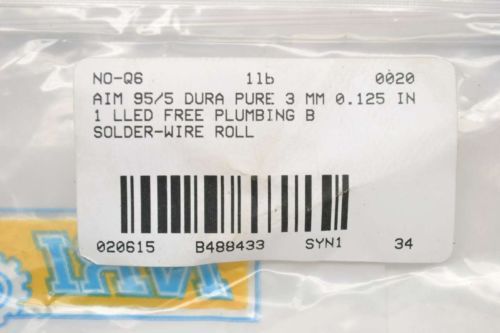 NO-Q6 1lb 0020
AIM 95/5 DURA PURE 3 MM 0.125 IN
1 LLED FREE PLUMBING B
SOLDER-WIRE ROLL
020615 B488433 SYN1 34